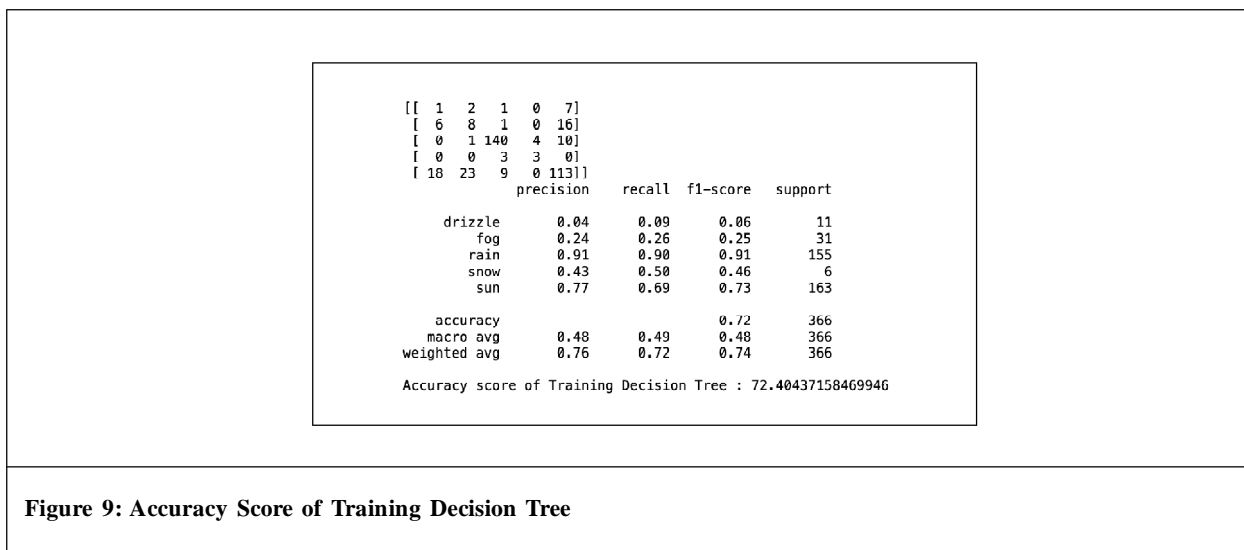 [[ 1 2 1 0 7]
[ 6 8 1 0 16]
[ 0 1 140 4 10]
[ 0 0 3 3 0]
[ 18 23 9 0 113]]
precision recall f1-score support
drizzle 0.04 0.09 0.06 11
fog 0.24 0.26 0.25 31
rain 0.91 0.90 0.91 155
snow 0.43 0.50 0.46 6
sun 0.77 0.69 0.73 163
accuracy 0.72 366
macro avg 0.48 0.49 0.48 366
weighted avg 0.76 0.72 0.74 366
Accuracy score of Training Decision Tree : 72.40437158469946
Figure 9: Accuracy Score of Training Decision Tree